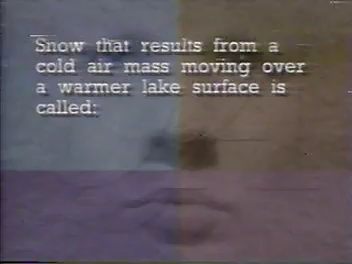 Snow that results from a
cold air mass moving over
a warmer lake surface is
called: